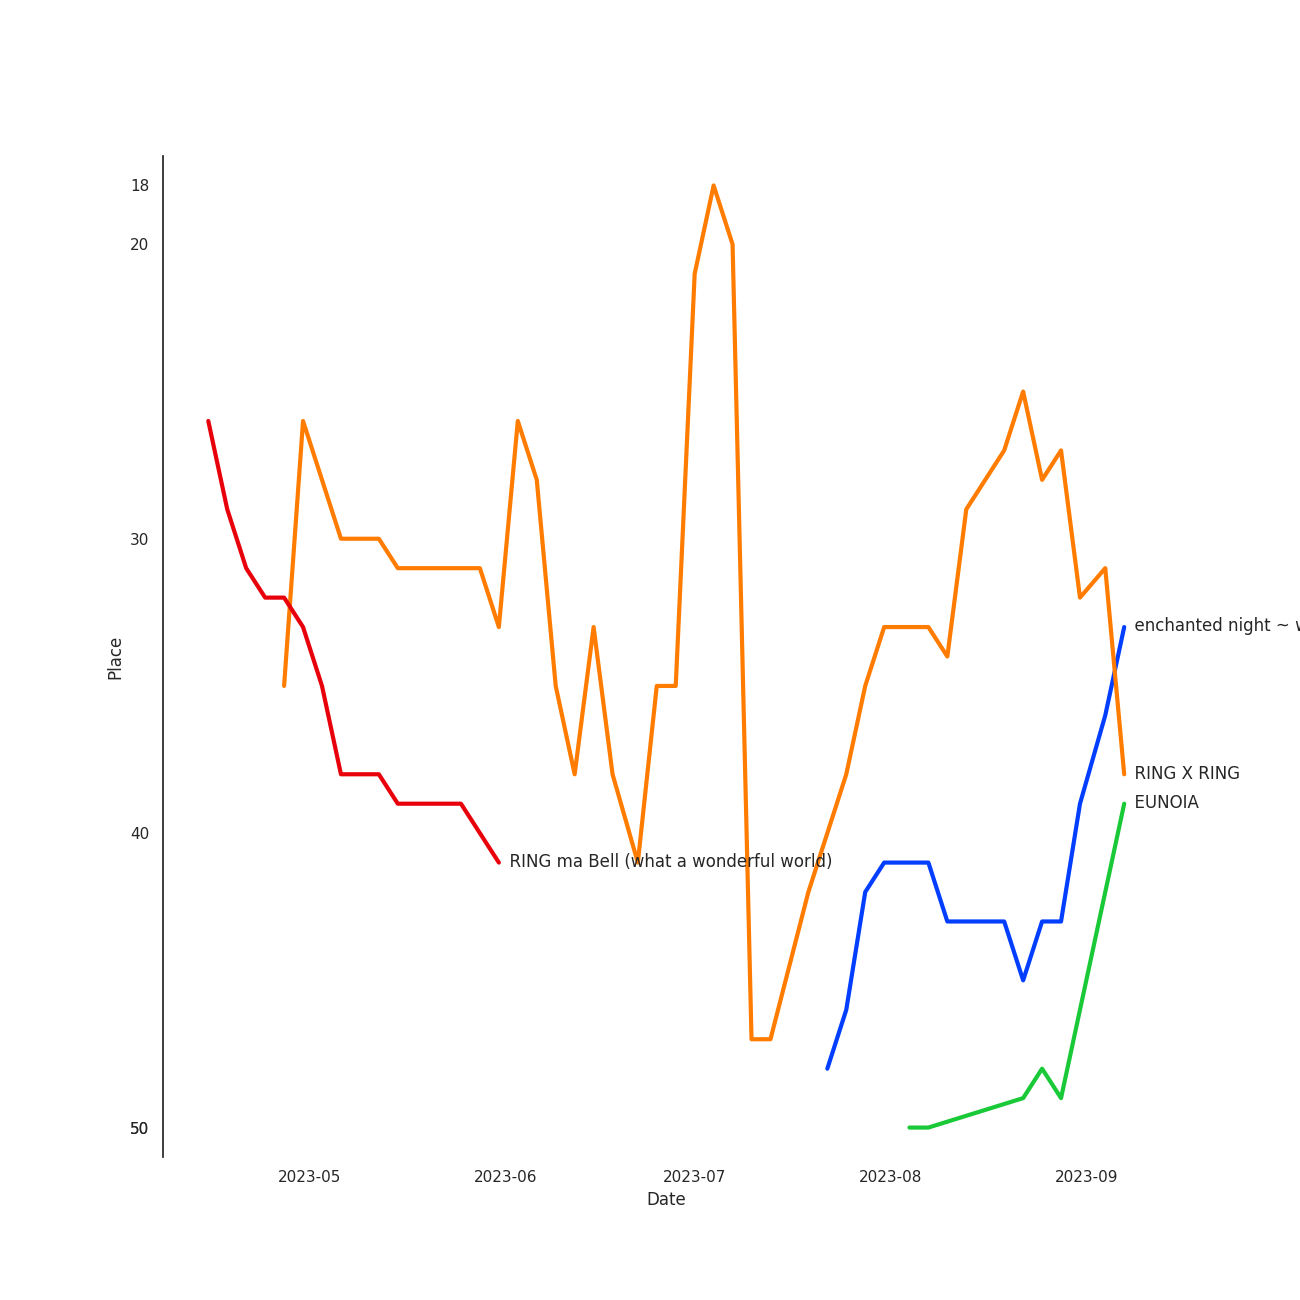 18
20
30
40
50
Place
enchanted night ~
RING X RING
EUNOIA
RING ma Bell (what a wonderful world)
2023-05 2023-06 2023-07 2023-08 2023-09
Date